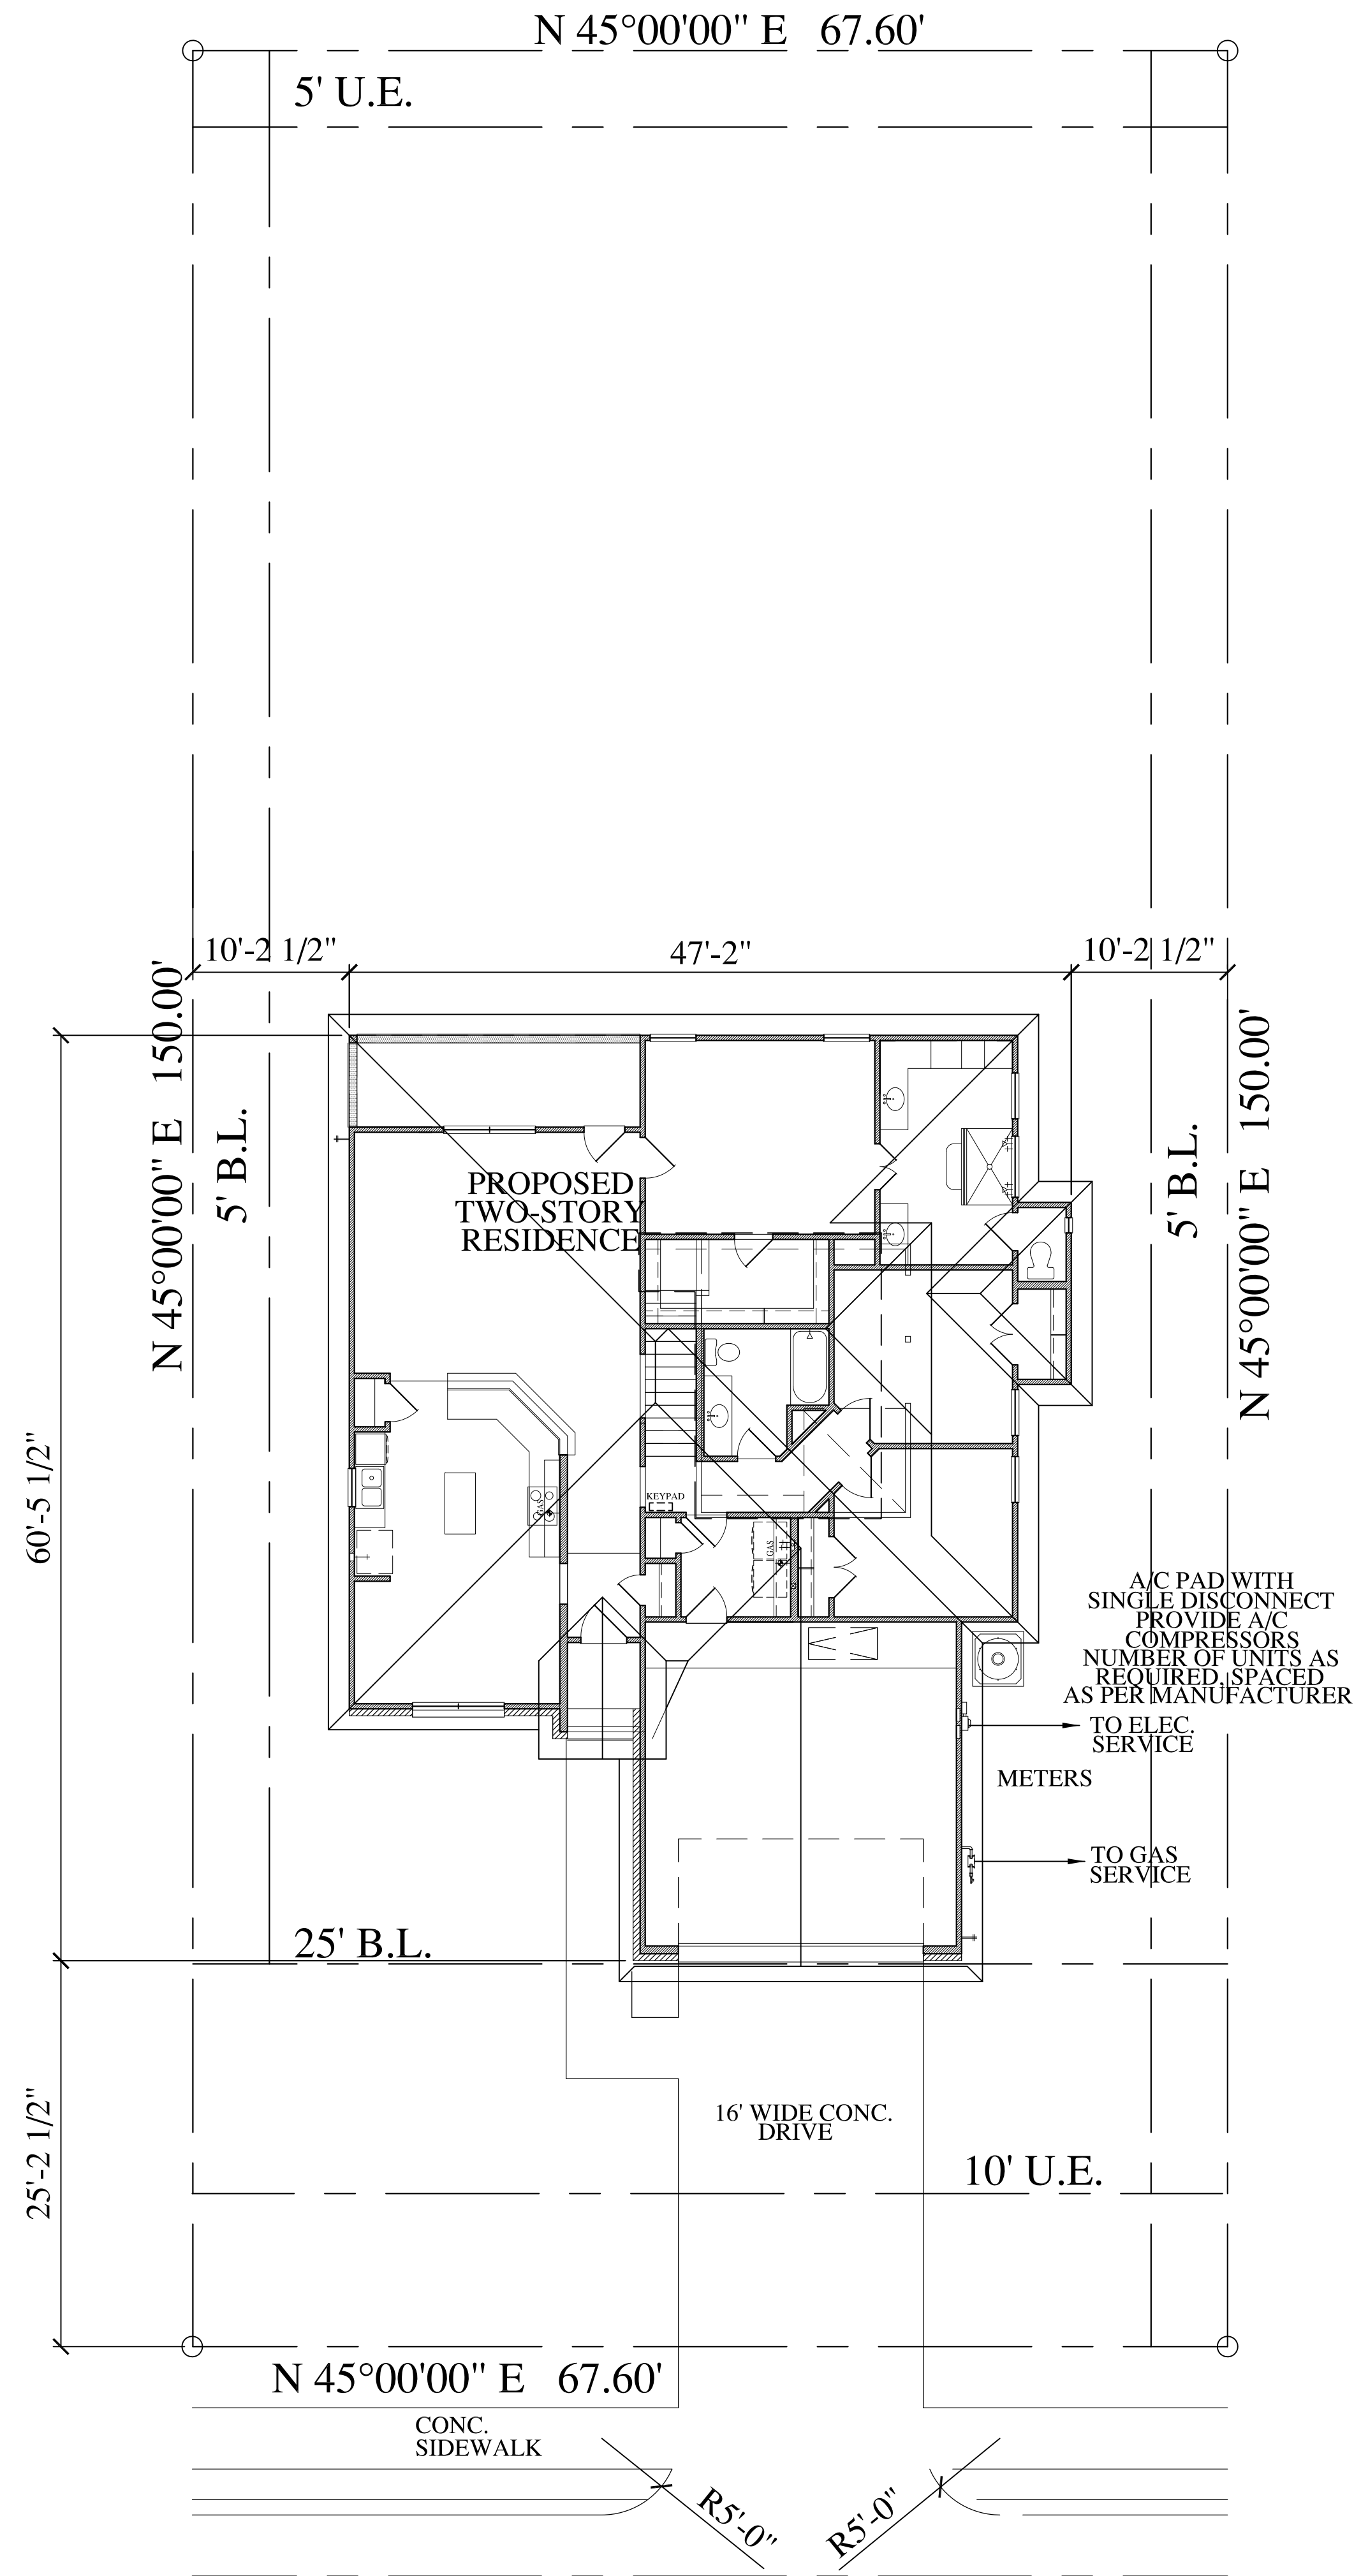 N 45°00'00" E 67.60'
5' U.E.
10'-2 1/2"
47'-2"
10'-2 1/2"
N 45°00'00" E 150.00'
5' B.L.
PROPOSED
TWO-STORY
RESIDENCE
5' B.L.
N 45°00'00" E 150.00'
60'-5 1/2"
KEYPAD
GAS
GAS
A/C PAD WITH
SINGLE DISCONNECT
PROVIDE A/C
COMPRESSORS
NUMBER OF UNITS AS
REQUIRED, SPACED
AS PER MANUFACTURER
TO ELEC.
SERVICE
METERS
TO GAS
SERVICE
25' B.L.
25'-2 1/2"
16' WIDE CONC.
DRIVE
10' U.E.
N 45°00'00" E 67.60'
CONC.
SIDEWALK
R5'-0"
R5'-0"